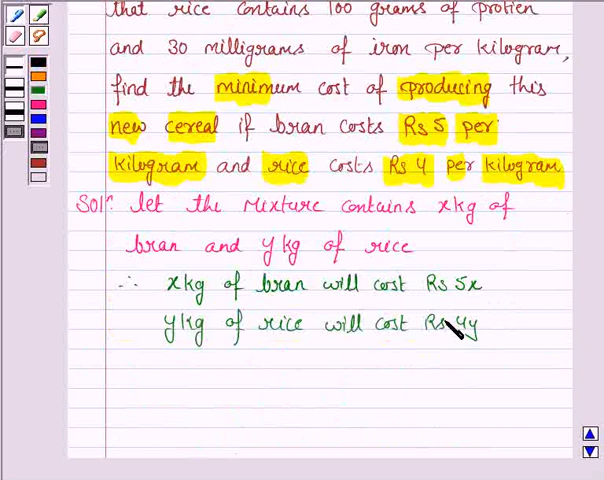 that rice contains 100 grams of protien
and 30 milligrams of iron per kilogram,
find the minimum cost of producing this
new cereal if bran costs Rs 5 per
kilogram and rice costs Rs 4 per kilogram
Solⁿ: let the mixture contains x kg of
bran and y kg of rice
∴ x kg of bran will cost Rs 5x
y kg of rice will cost Rs 4y